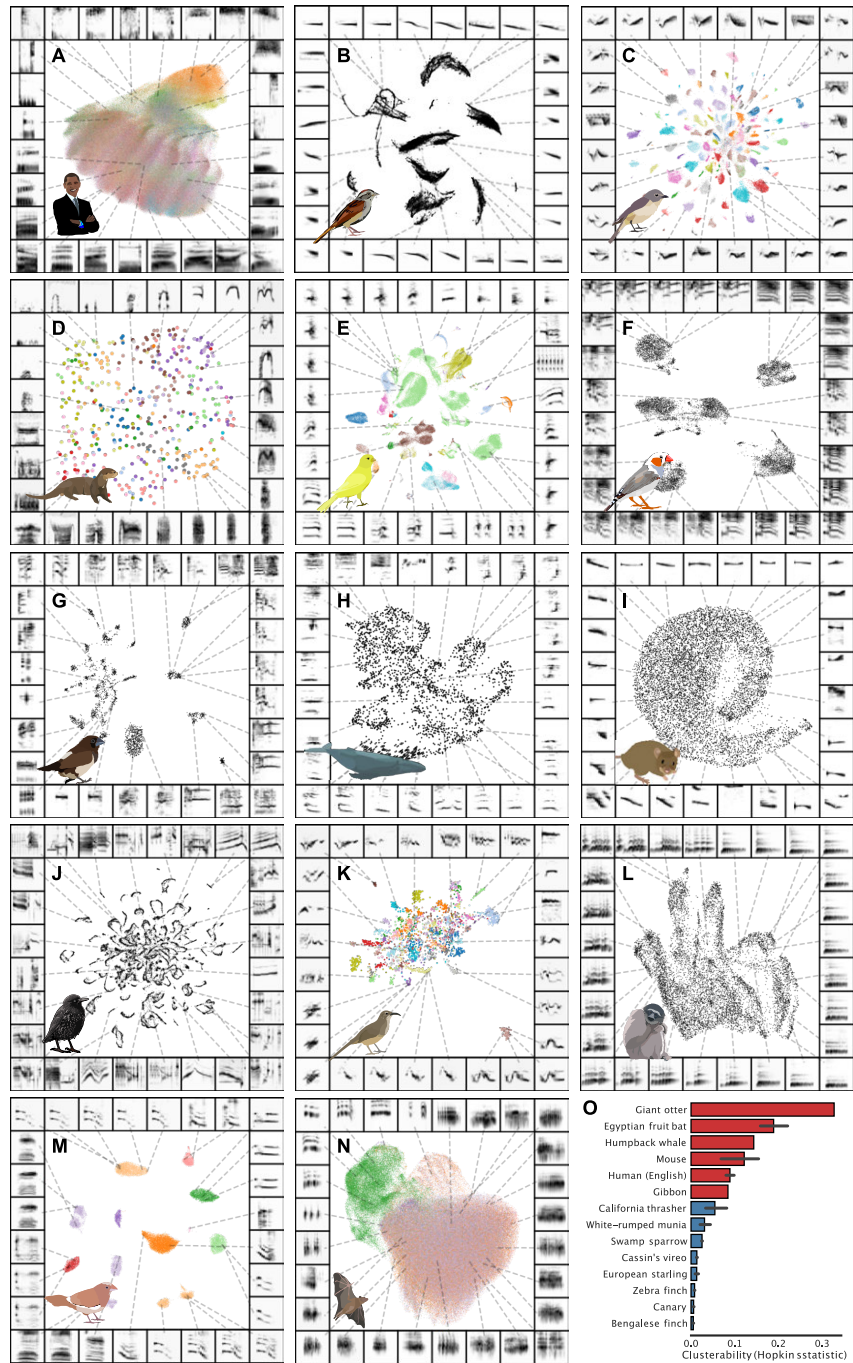 A
B
C
D
E
F
G
H
I
J
K
L
M
N
O
Giant otter
Egyptian fruit bat
Humpback whale
Mouse
Human (English)
Gibbon
California thrasher
White−rumped munia
Swamp sparrow
Cassin's vireo
European starling
Zebra finch
Canary
Bengalese finch
0.0 0.1 0.2 0.3
Clusterability (Hopkin sstatistic)